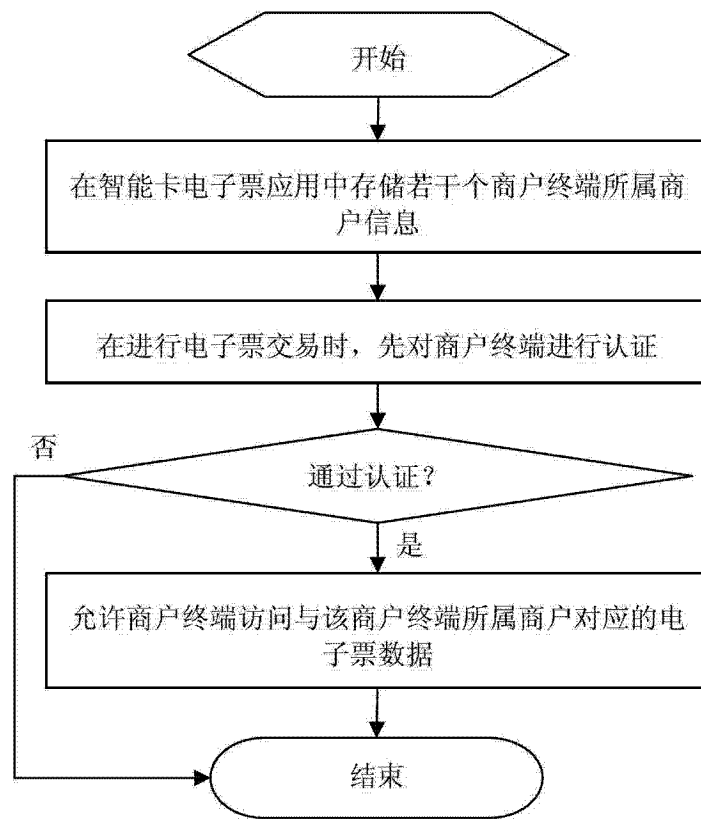 开始
在智能卡电子票应用中存储若干个商户终端所属商
户信息
在进行电子票交易时，先对商户终端进行认证
否
通过认证？
是
允许商户终端访问与该商户终端所属商户对应的电
子票数据
结束